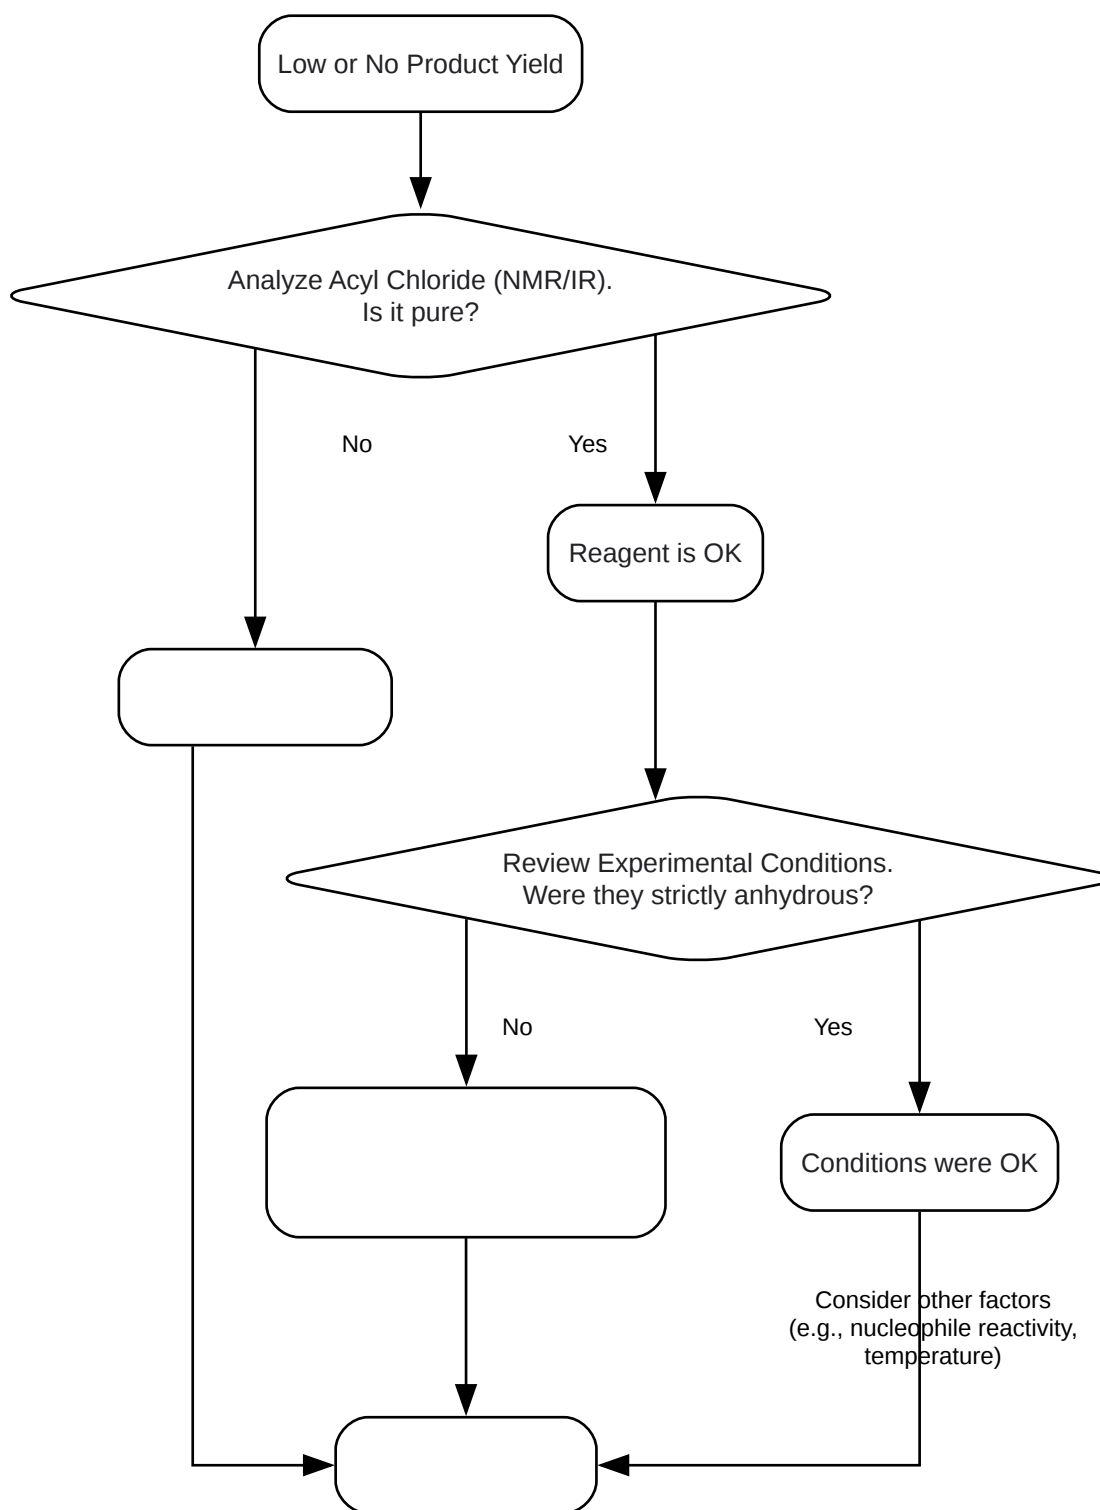 Low or No Product Yield
Analyze Acyl Chloride (NMR/IR).
Is it pure?
No
Yes
Reagent is OK
Review Experimental Conditions.
Were they strictly anhydrous?
No
Yes
Conditions were OK
Consider other factors
(e.g., nucleophile reactivity,
temperature)